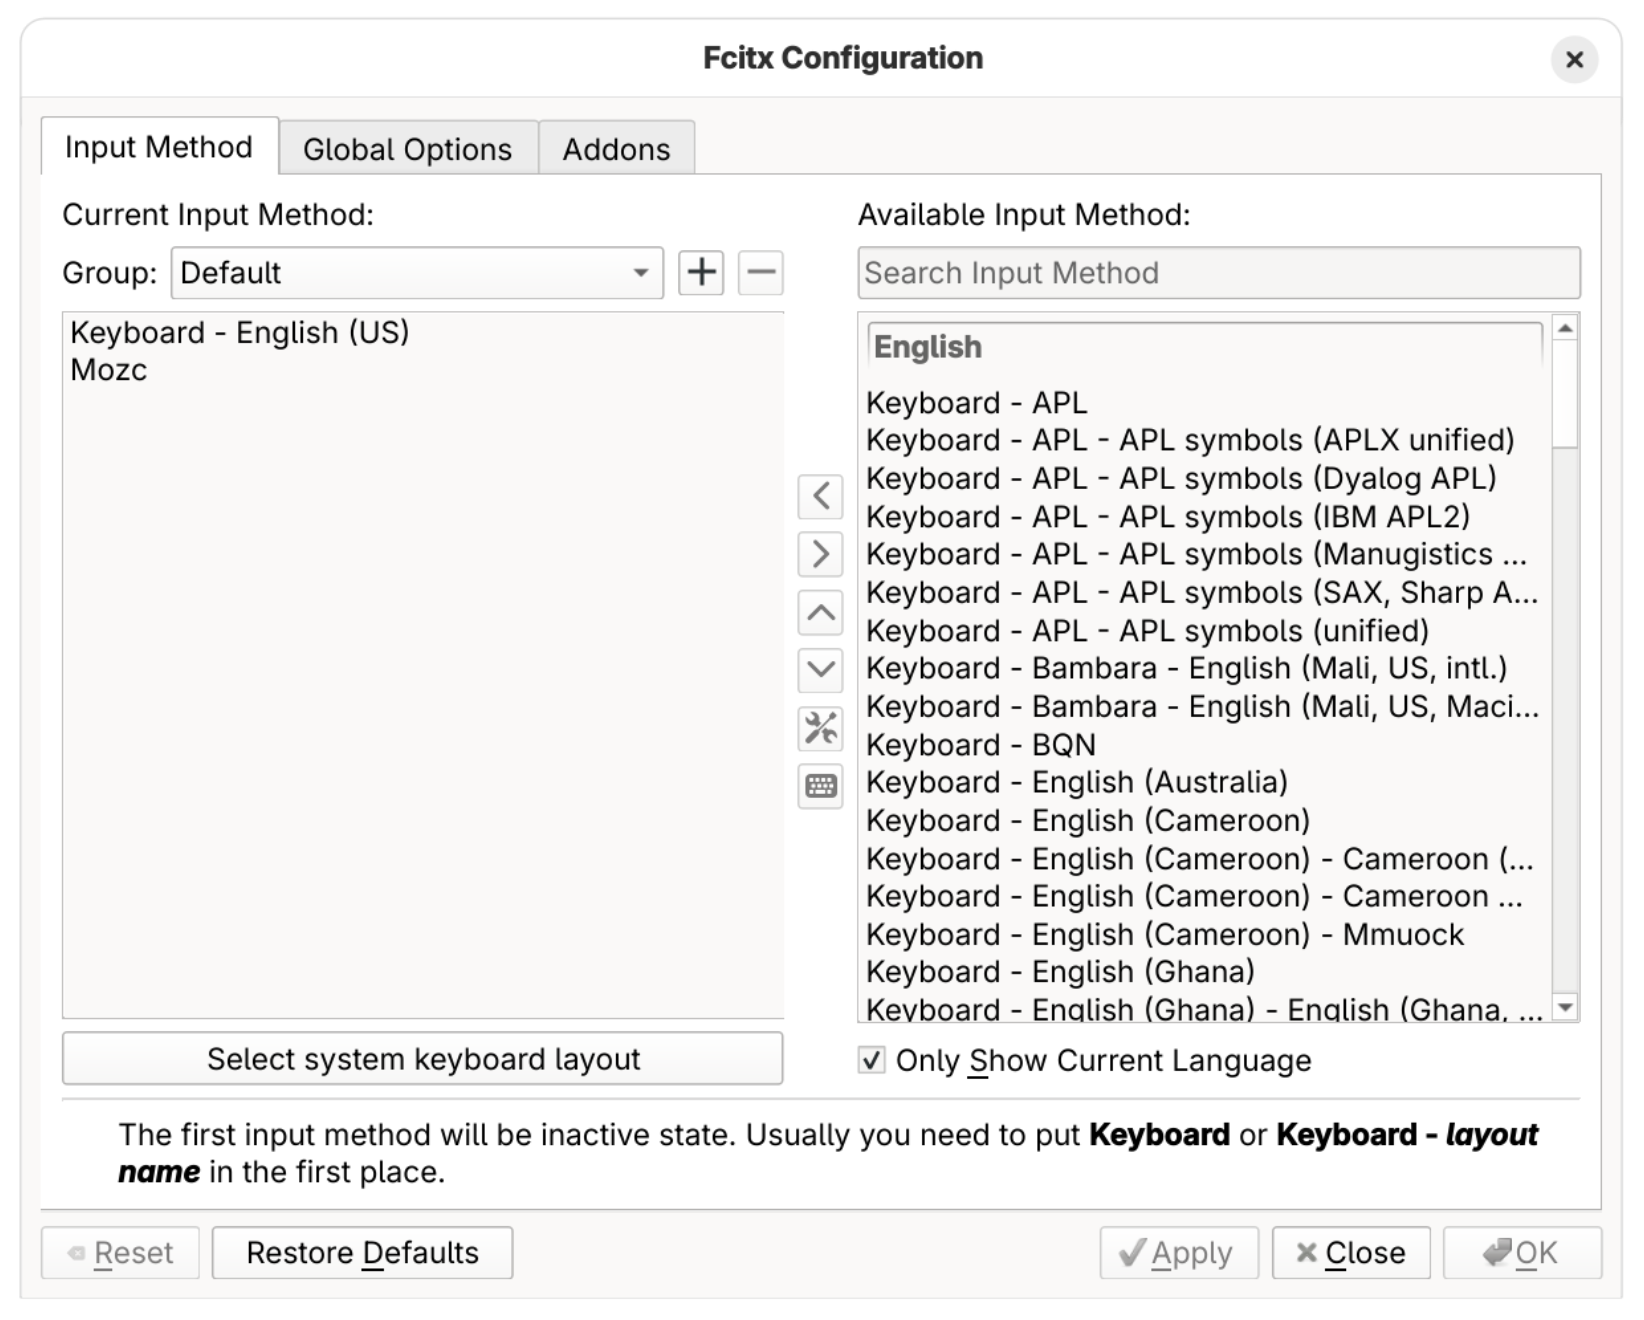 Fcitx Configuration
Input Method
Global Options
Addons
Current Input Method:
Group:
Default
Keyboard - English (US)
Mozc
Select system keyboard layout
Available Input Method:
Search Input Method
English
Keyboard - APL
Keyboard - APL - APL symbols (APLX unified)
Keyboard - APL - APL symbols (Dyalog APL)
Keyboard - APL - APL symbols (IBM APL2)
Keyboard - APL - APL symbols (Manugistics ...
Keyboard - APL - APL symbols (SAX, Sharp A...
Keyboard - APL - APL symbols (unified)
Keyboard - Bambara - English (Mali, US, intl.)
Keyboard - Bambara - English (Mali, US, Maci...
Keyboard - BQN
Keyboard - English (Australia)
Keyboard - English (Cameroon)
Keyboard - English (Cameroon) - Cameroon (...
Keyboard - English (Cameroon) - Cameroon ...
Keyboard - English (Cameroon) - Mmuock
Keyboard - English (Ghana)
Keyboard - English (Ghana) - English (Ghana, ...
Only Show Current Language
The first input method will be inactive state. Usually you need to put Keyboard or Keyboard - layout
name in the first place.
Reset
Restore Defaults
Apply
Close
OK